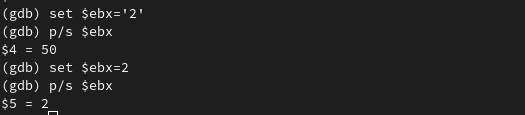 (gdb) set $ebx='2'
(gdb) p/s $ebx
$4 = 50
(gdb) set $ebx=2
(gdb) p/s $ebx
$5 = 2